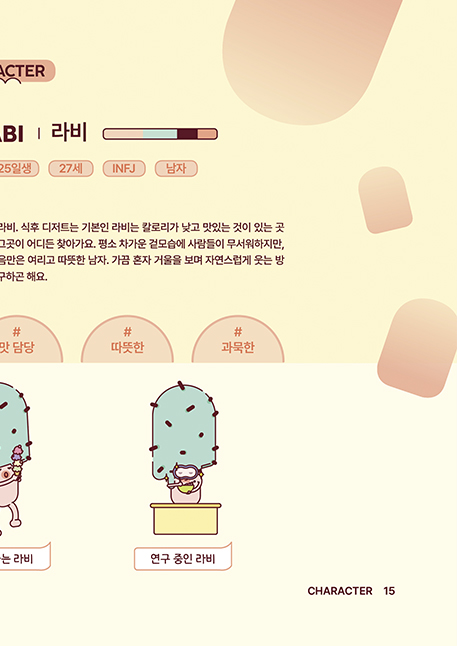 ACTER
ABI | 라비
25일생 27세 INFJ 남자
라비. 식후 디저트는 기본인 라비는 칼로리가 낮고 맛있는 것이 있는 곳
그곳이 어디든 찾아가요. 평소 차가운 겉모습에 사람들이 무서워하지만,
음만은 여리고 따뜻한 남자. 가끔 혼자 거울을 보며 자연스럽게 웃는 방
구하곤 해요.
# # #
맛 담당 따뜻한 과묵한
는 라비 연구 중인 라비
CHARACTER 15